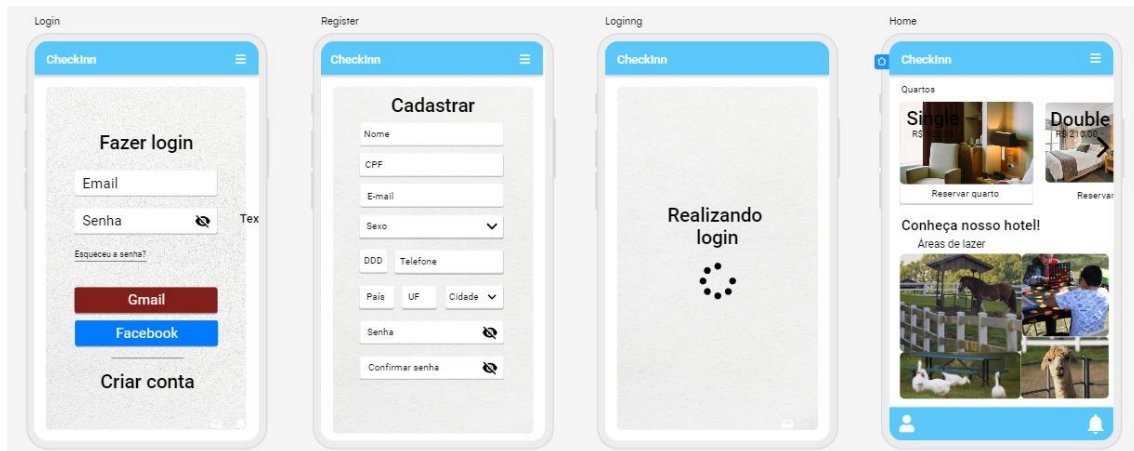 Login
CheckInn
Fazer login
Email
Senha
Tex
Esqueceu a senha?
Gmail
Facebook
Criar conta
Register
CheckInn
Cadastrar
Nome
CPF
E-mail
Sexo
DDD Telefone
País UF Cidade
Senha
Confirmar senha
Loginng
CheckInn
Realizando
login
Home
CheckInn
Quartos
Single
R$
Reservar quarto
Double
R$ 210.00
Reservar
Conheça nosso hotel!
Áreas de lazer